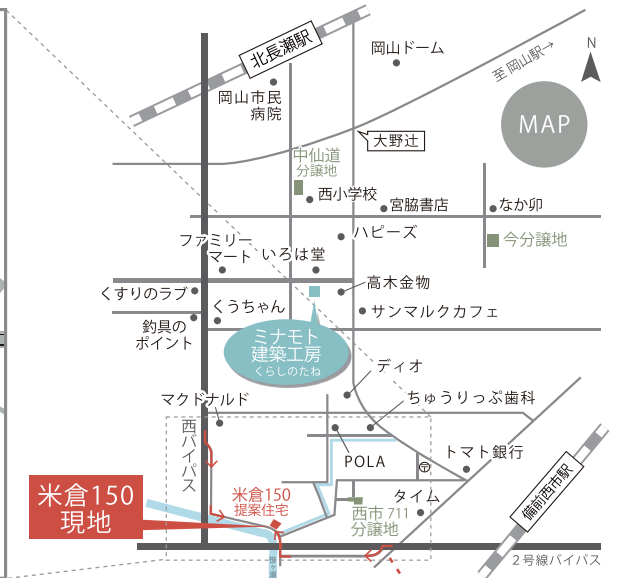 北長瀬駅
岡山ドーム
至 岡山駅→
N
岡山市民
病院
MAP
大野辻
中仙道
分譲地
西小学校
宮脇書店
なか卯
ハピーズ
今分譲地
ファミリー
マート
いろは堂
高木金物
くすりのラブ
くうちゃん
サンマルクカフェ
釣具の
ポイント
ミナモト
建築工房
くらしのたね
ディオ
マクドナルド
ちゅうりっぷ歯科
西バイパス
POLA
〒
トマト銀行
備前西市駅
米倉150
現地
米倉150
提案住宅
西市711
分譲地
タイム
2号線バイパス